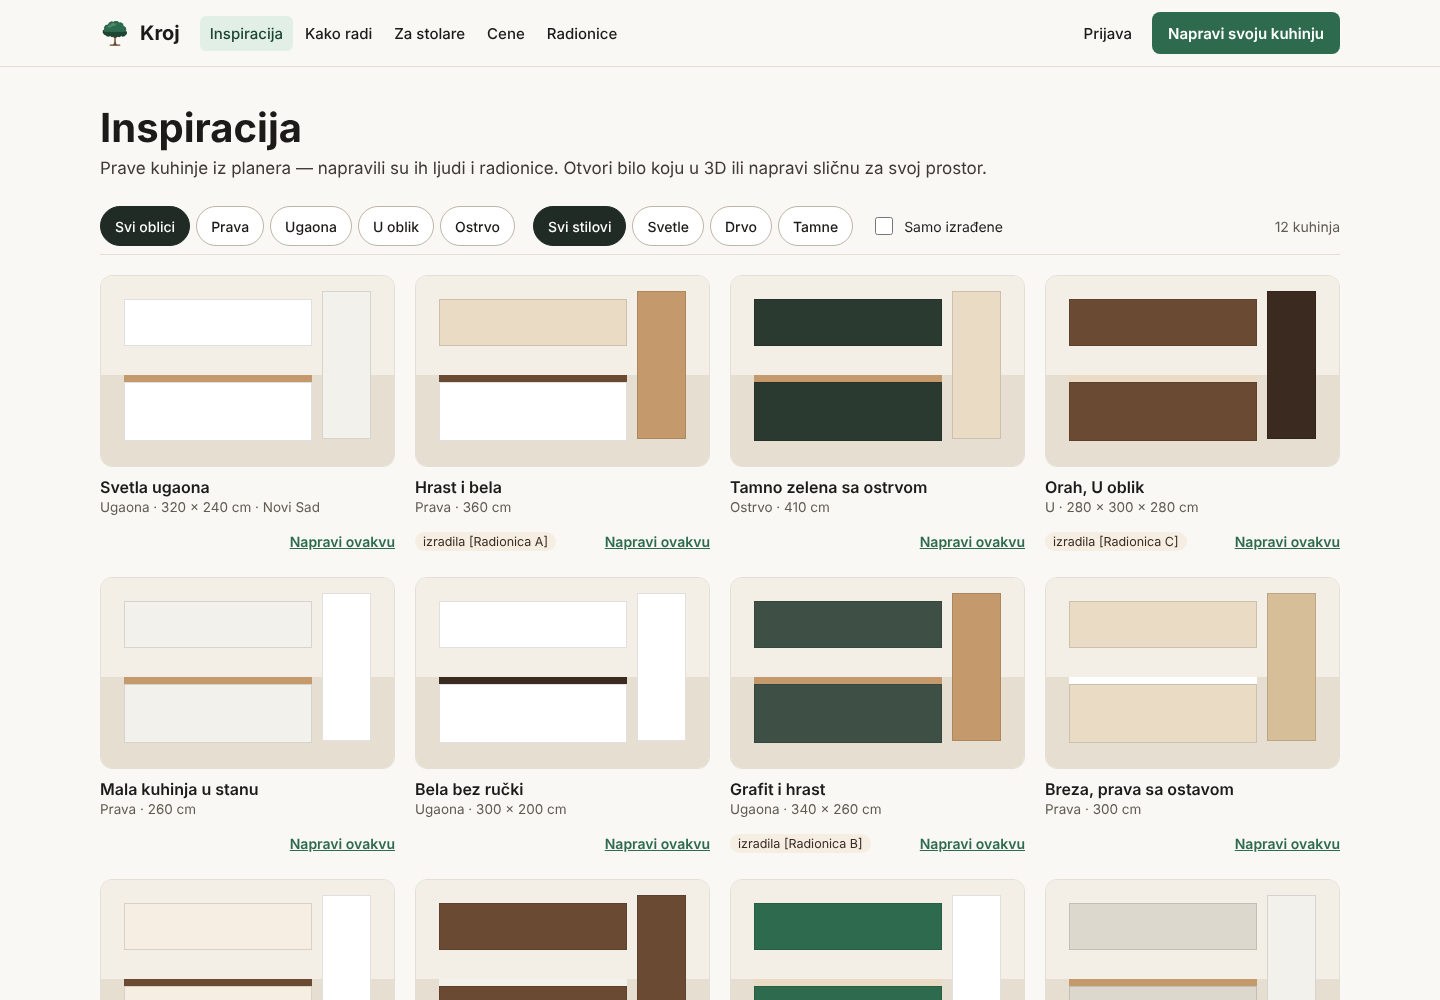 Kroj
Inspiracija
Kako radi
Za stolare
Cene
Radionice
Prijava
Napravi svoju kuhinju
Inspiracija
Prave kuhinje iz planera — napravili su ih ljudi i radionice. Otvori bilo koju u 3D ili napravi sličnu za svoj prostor.
Svi oblici
Prava
Ugaona
U oblik
Ostrvo
Svi stilovi
Svetle
Drvo
Tamne
Samo izrađene
12 kuhinja
Svetla ugaona
Ugaona · 320 × 240 cm · Novi Sad
Napravi ovakvu
Hrast i bela
Prava · 360 cm
izradila [Radionica A]
Napravi ovakvu
Tamno zelena sa ostrvom
Ostrvo · 410 cm
Napravi ovakvu
Orah, U oblik
U · 280 × 300 × 280 cm
izradila [Radionica C]
Napravi ovakvu
Mala kuhinja u stanu
Prava · 260 cm
Napravi ovakvu
Bela bez ručki
Ugaona · 300 × 200 cm
Napravi ovakvu
Grafit i hrast
Ugaona · 340 × 260 cm
izradila [Radionica B]
Napravi ovakvu
Breza, prava sa ostavom
Prava · 300 cm
Napravi ovakvu